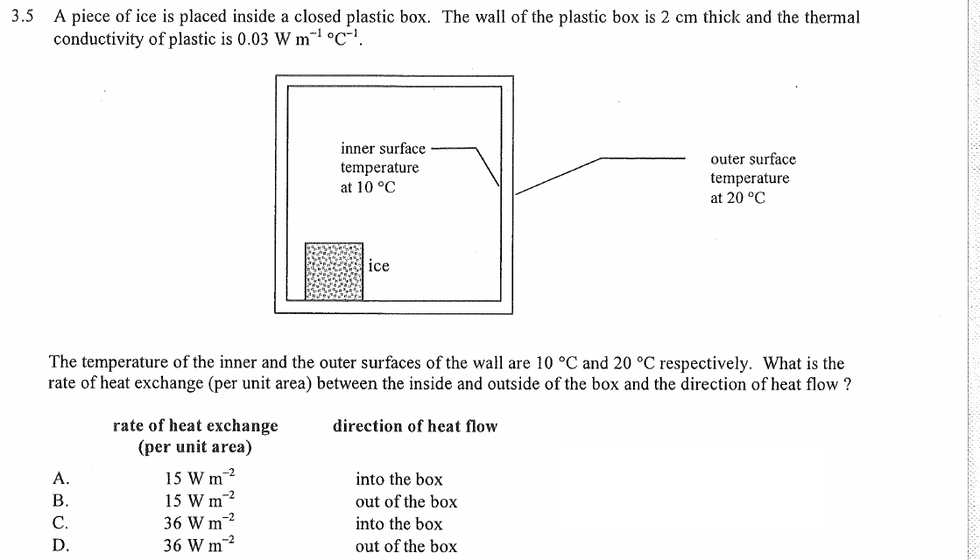 3.5 A piece of ice is placed inside a closed plastic box. The wall of the plastic box is 2 cm thick and the thermal
conductivity of plastic is 0.03 W m⁻¹ °C⁻¹.
inner surface
temperature
at 10 °C
outer surface
temperature
at 20 °C
ice
The temperature of the inner and the outer surfaces of the wall are 10 °C and 20 °C respectively. What is the
rate of heat exchange (per unit area) between the inside and outside of the box and the direction of heat flow ?
rate of heat exchange direction of heat flow
(per unit area)
A. 15 W m⁻² into the box
B. 15 W m⁻² out of the box
C. 36 W m⁻² into the box
D. 36 W m⁻² out of the box